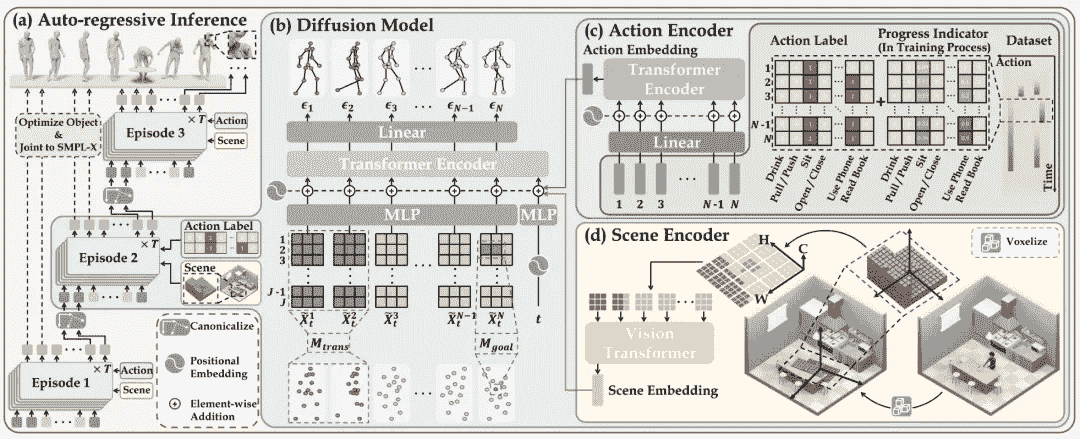 (a) Auto-regressive Inference
...
Optimize Object
&
Joint to SMPL-X
× T
Episode 3
Action
Scene
× T
Episode 2
Action Label
Scene
× T
Episode 1
Action
Scene
Canonicalize
Positional
Embedding
Element-wise
Addition
(b) Diffusion Model
ϵ1 ϵ2 ϵ3 ... ϵN−1 ϵN
Linear
Transformer Encoder
MLP
MLP
1
2
3
J -1
J
X̃t1 X̃t2 X̃t3 X̃tN−1 X̃tN t
Mtrans
Mgoal
(c) Action Encoder
Action Embedding
Transformer
Encoder
Linear
1 2 3 ... N-1 N
Action Label
Progress Indicator
(In Training Process)
Dataset
Action
Time
1
2
3
N -1
N
+
Drink
Pull / Push
Sit
Open / Close
Use Phone
Read Book
Drink
Pull / Push
Sit
Open / Close
Use Phone
Read Book
(d) Scene Encoder
H
C
W
Voxelize
Vision
Transformer
Scene Embedding